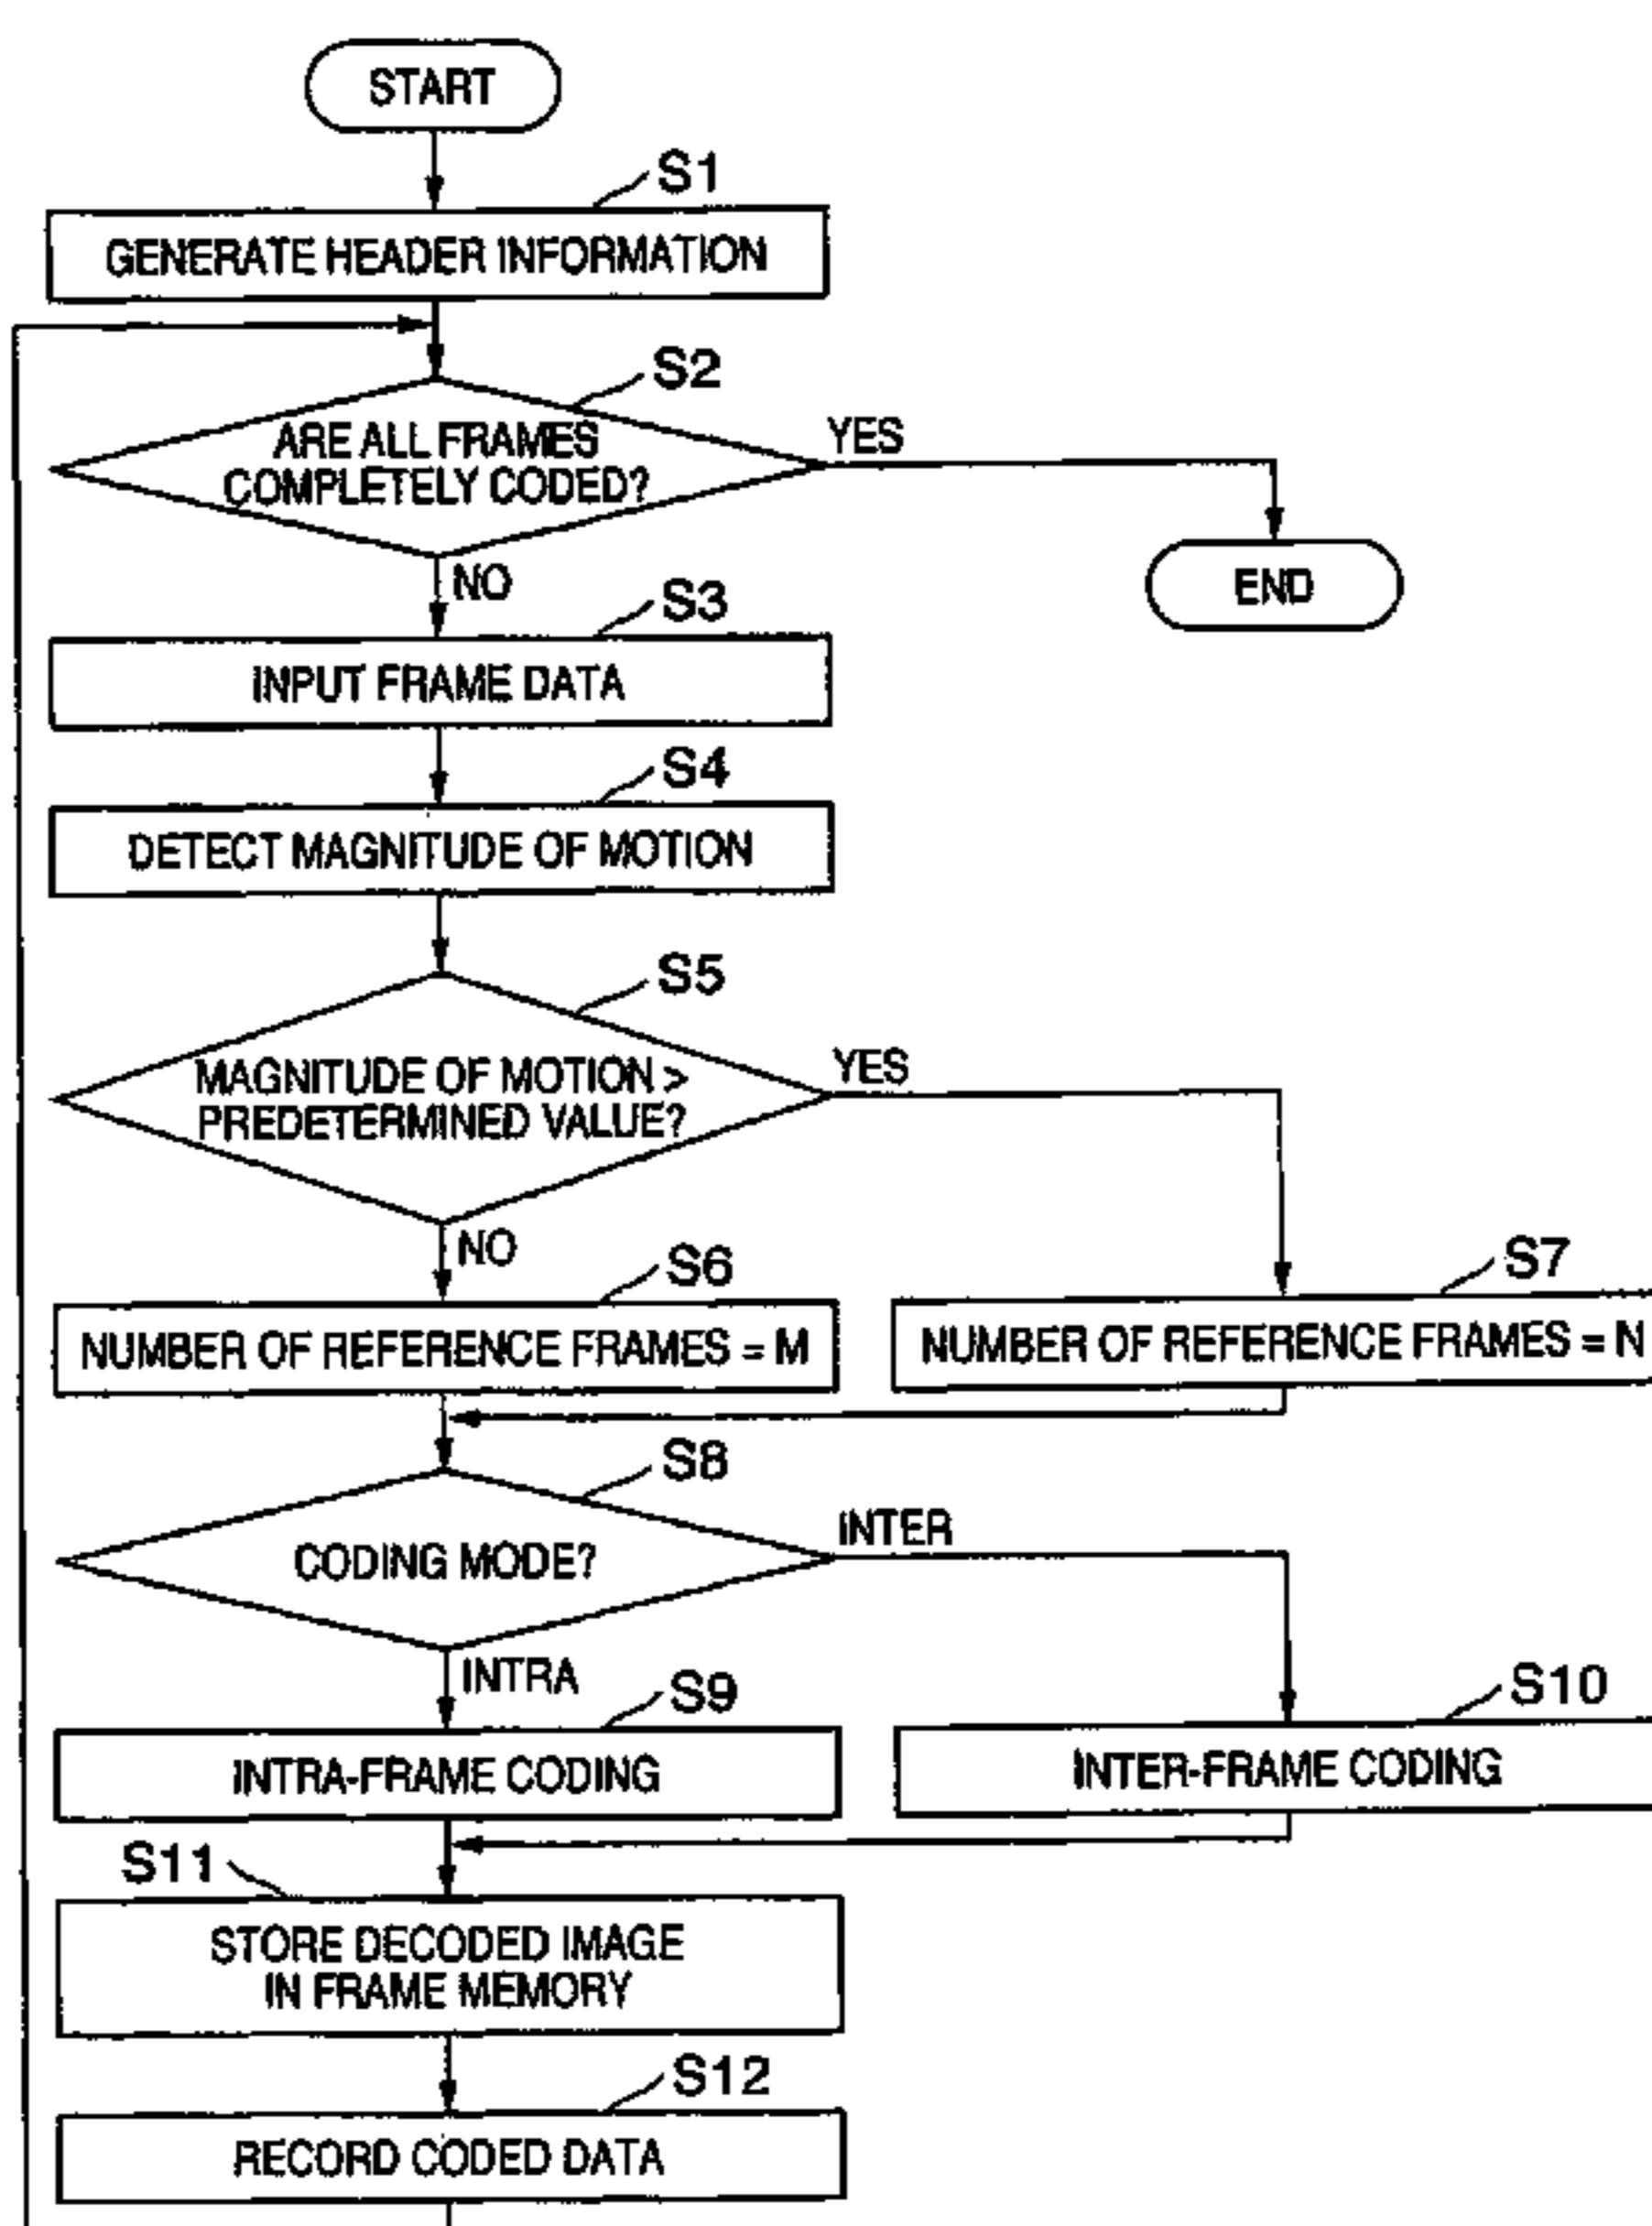 START
S1
GENERATE HEADER INFORMATION
S2
ARE ALL FRAMES
COMPLETELY CODED?
YES
END
NO
S3
INPUT FRAME DATA
S4
DETECT MAGNITUDE OF MOTION
S5
MAGNITUDE OF MOTION >
PREDETERMINED VALUE?
YES
NO
S6
NUMBER OF REFERENCE FRAMES = M
S7
NUMBER OF REFERENCE FRAMES = N
S8
CODING MODE?
INTER
INTRA
S9
INTRA-FRAME CODING
S10
INTER-FRAME CODING
S11
STORE DECODED IMAGE
IN FRAME MEMORY
S12
RECORD CODED DATA